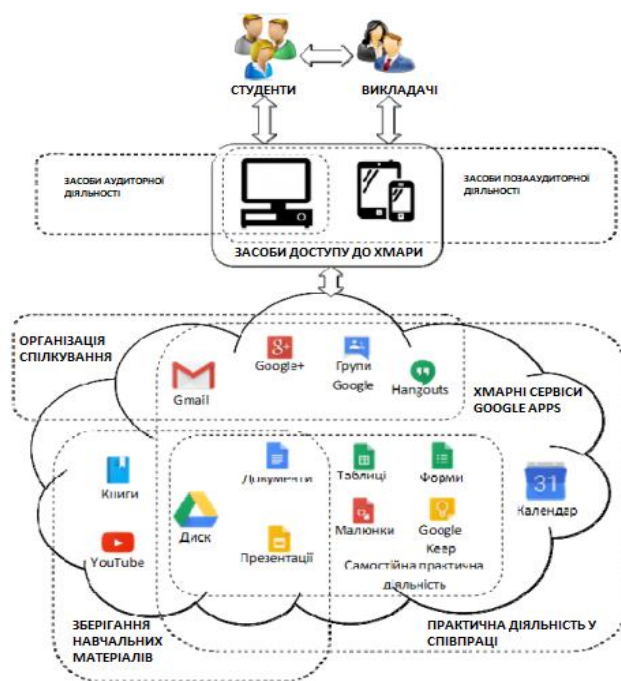 СТУДЕНТИ
ВИКЛАДАЧІ
ЗАСОБИ АУДИТОРНОЇ
ДІЯЛЬНОСТІ
ЗАСОБИ ПОЗААУДИТОРНОЇ
ДІЯЛЬНОСТІ
ЗАСОБИ ДОСТУПУ ДО ХМАРИ
ОРГАНІЗАЦІЯ
СПІЛКУВАННЯ
Gmail
g+
Google+
Групи
Google
Hangouts
ХМАРНІ СЕРВІСИ
GOOGLE APPS
Книги
YouTube
Диск
Документи
Презентації
Таблиці
Форми
Малюнки
Google
Keep
Самостійна практична
діяльність
31
Календар
ЗБЕРІГАННЯ
НАВЧАЛЬНИХ
МАТЕРІАЛІВ
ПРАКТИЧНА ДІЯЛЬНІСТЬ У
СПІВПРАЦІ